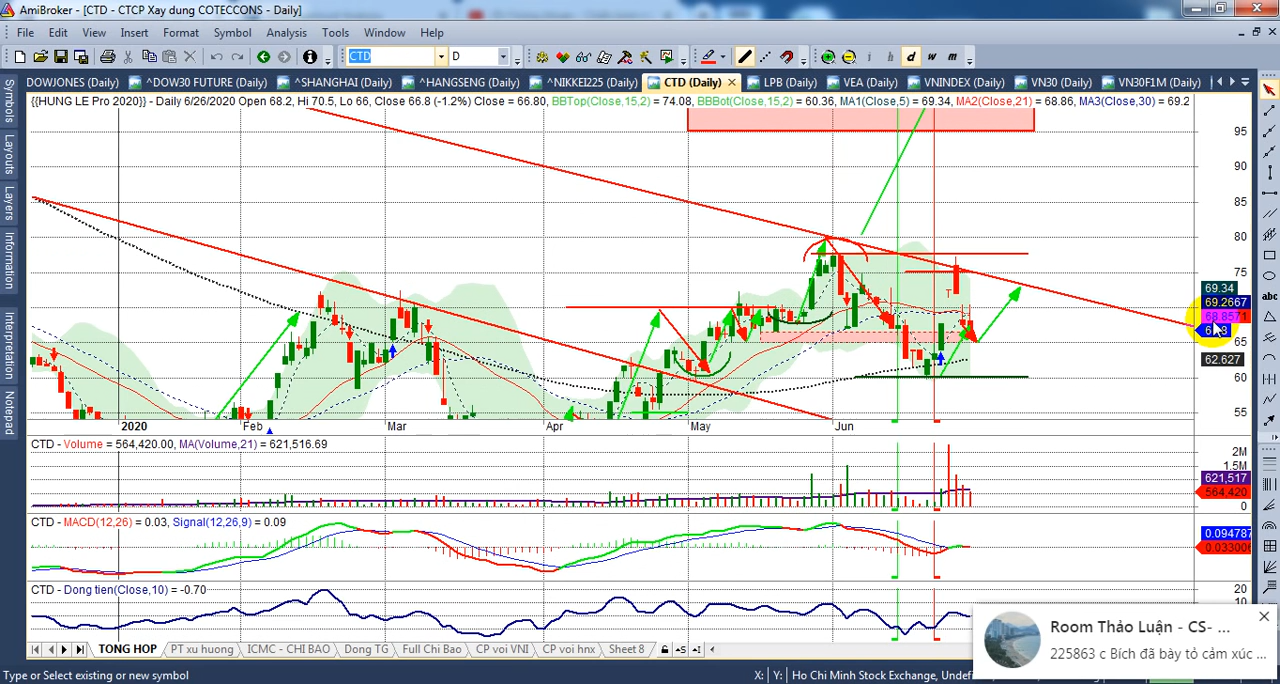 AmiBroker - [CTD - CTCP Xay dung COTECCONS - Daily]
File Edit View Insert Format Symbol Analysis Tools Window Help
CTD D
i h d w m
DOWJONES (Daily) ^DOW30 FUTURE (Daily) ^SHANGHAI (Daily) ^HANGSENG (Daily) ^NIKKEI225 (Daily) CTD (Daily) LPB (Daily) VEA (Daily) VNINDEX (Daily) VN30 (Daily) VN30F1M (Daily)
{{HUNG LE Pro 2020}} - Daily 6/26/2020 Open 68.2, Hi 70.5, Lo 66, Close 66.8 (-1.2%) Close = 66.80, BBTop(Close,15,2) = 74.08, BBBot(Close,15,2) = 60.36, MA1(Close,5) = 69.34, MA2(Close,21) = 68.86, MA3(Close,30) = 69.2
Symbols
Layouts
Layers
Information
Interpretation
Notepad
95
90
85
80
75
69.34
69.2667
68.8571
65
62.627
60
55
abc
2020 Feb Mar Apr May Jun
CTD - Volume = 564,420.00, MA(Volume,21) = 621,516.69
2M
1.5M
621,517
564,420
0
CTD - MACD(12,26) = 0.03, Signal(12,26,9) = 0.09
0.094787
0.033006
CTD - Dong tien(Close,10) = -0.70
20
10
Room Thảo Luận - CS- ...
225863 c Bích đã bày tỏ cảm xúc ...
TONG HOP PT xu huong ICMC - CHI BAO Dong TG Full Chi Bao CP voi VNI CP voi hnx Sheet 8
Type or Select existing or new symbol X: Y: Ho Chi Minh Stock Exchange, Undef